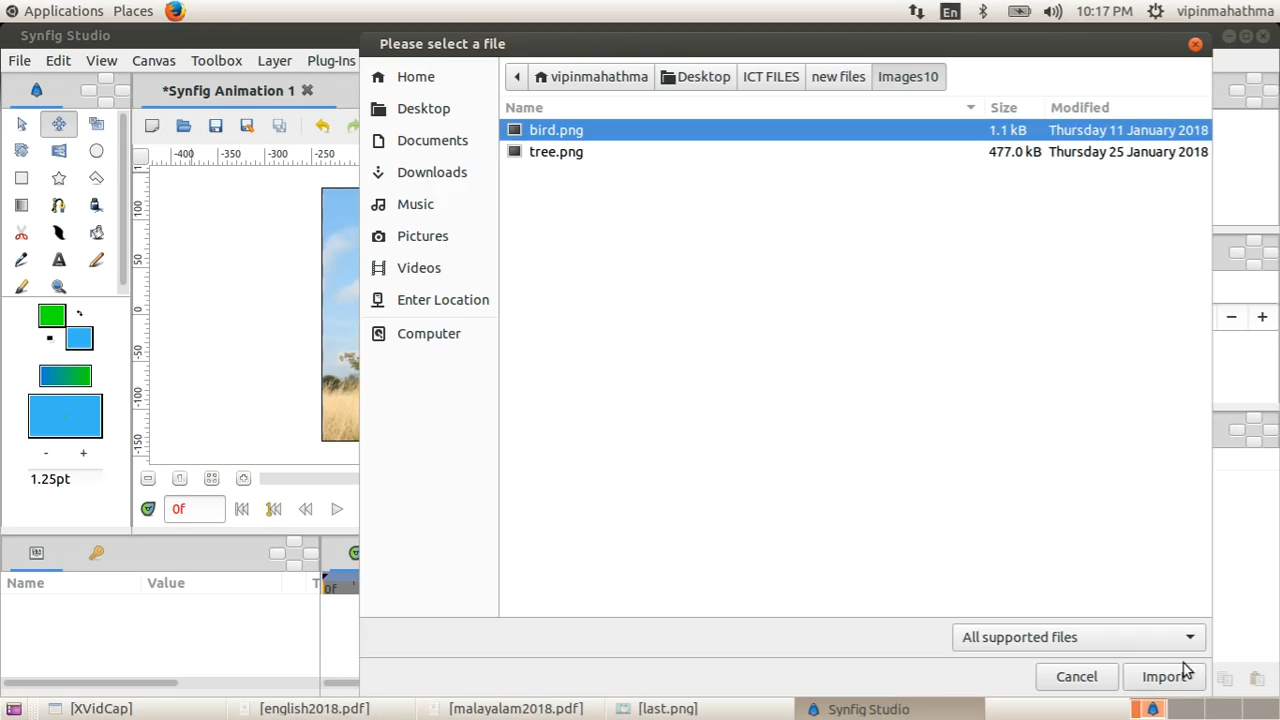 Applications Places En 10:17 PM vipinmahathma
Synfig Studio
File Edit View Canvas Toolbox Layer Plug-Ins
*Synfig Animation 1
-400 -350 -300 -250
100
50
0
-50
-100
-150
1.25pt
0f
Name Value T
0f
Please select a file
vipinmahathma Desktop ICT FILES new files Images10
Home
Desktop
Documents
Downloads
Music
Pictures
Videos
Enter Location
Computer
Name Size Modified
bird.png 1.1 kB Thursday 11 January 2018
tree.png 477.0 kB Thursday 25 January 2018
All supported files
Cancel Import
[XVidCap] [english2018.pdf] [malayalam2018.pdf] [last.png] Synfig Studio